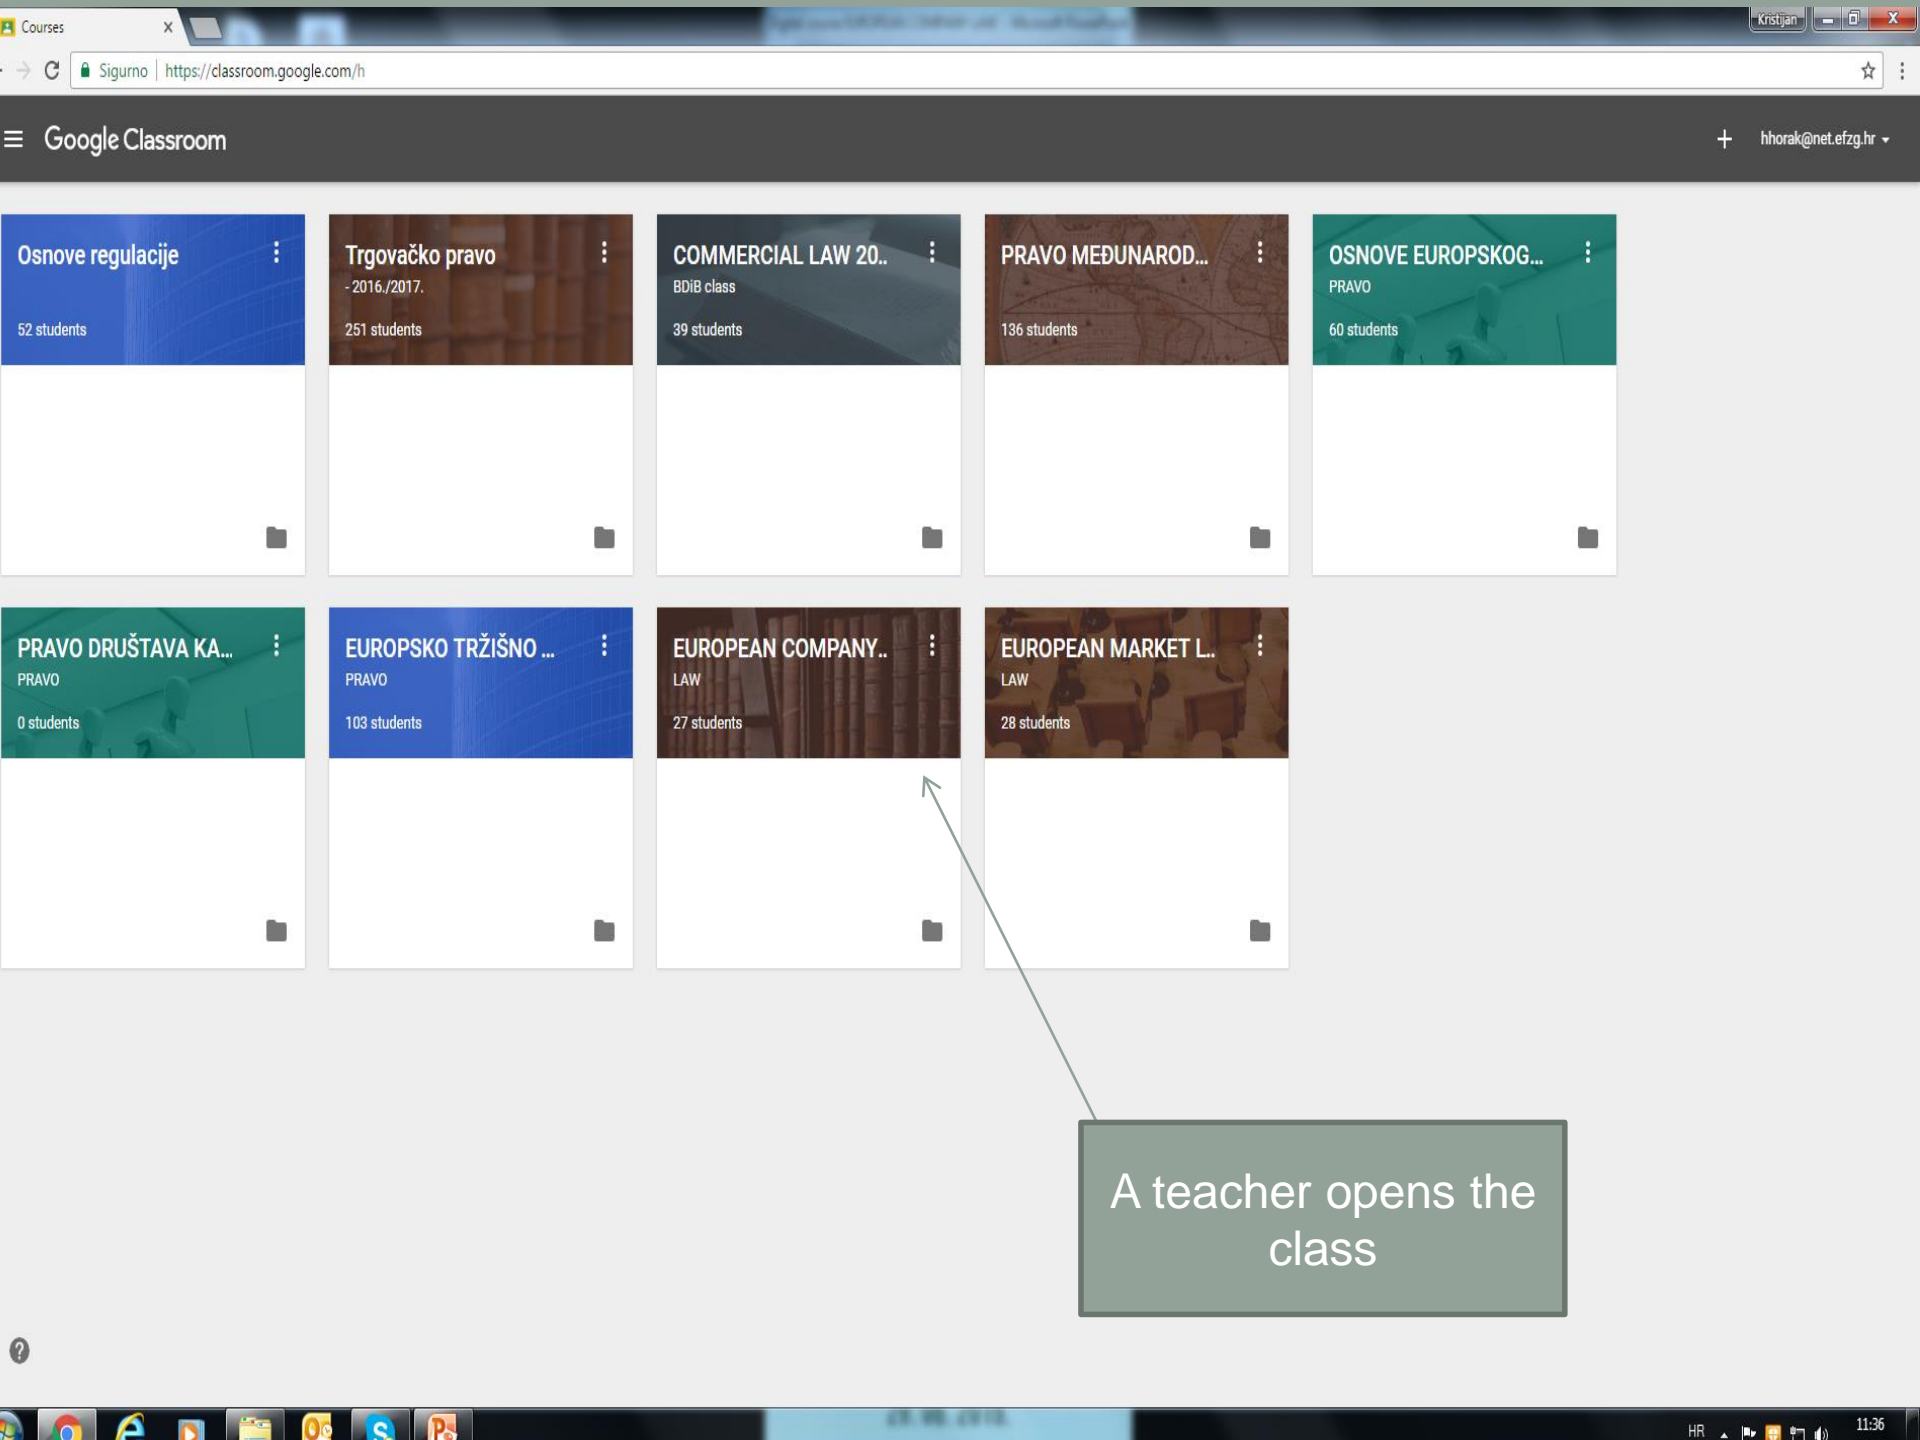 Courses
Kristijan
Sigurno https://classroom.google.com/h
Google Classroom
hhorak@net.efzg.hr
Osnove regulacije
52 students
Trgovačko pravo
- 2016./2017.
251 students
COMMERCIAL LAW 20..
BDiB class
39 students
PRAVO MEĐUNAROD...
136 students
OSNOVE EUROPSKOG...
PRAVO
60 students
PRAVO DRUŠTAVA KA...
PRAVO
0 students
EUROPSKO TRŽIŠNO ...
PRAVO
103 students
EUROPEAN COMPANY..
LAW
27 students
EUROPEAN MARKET L..
LAW
28 students
A teacher opens the
class
HR
11:36